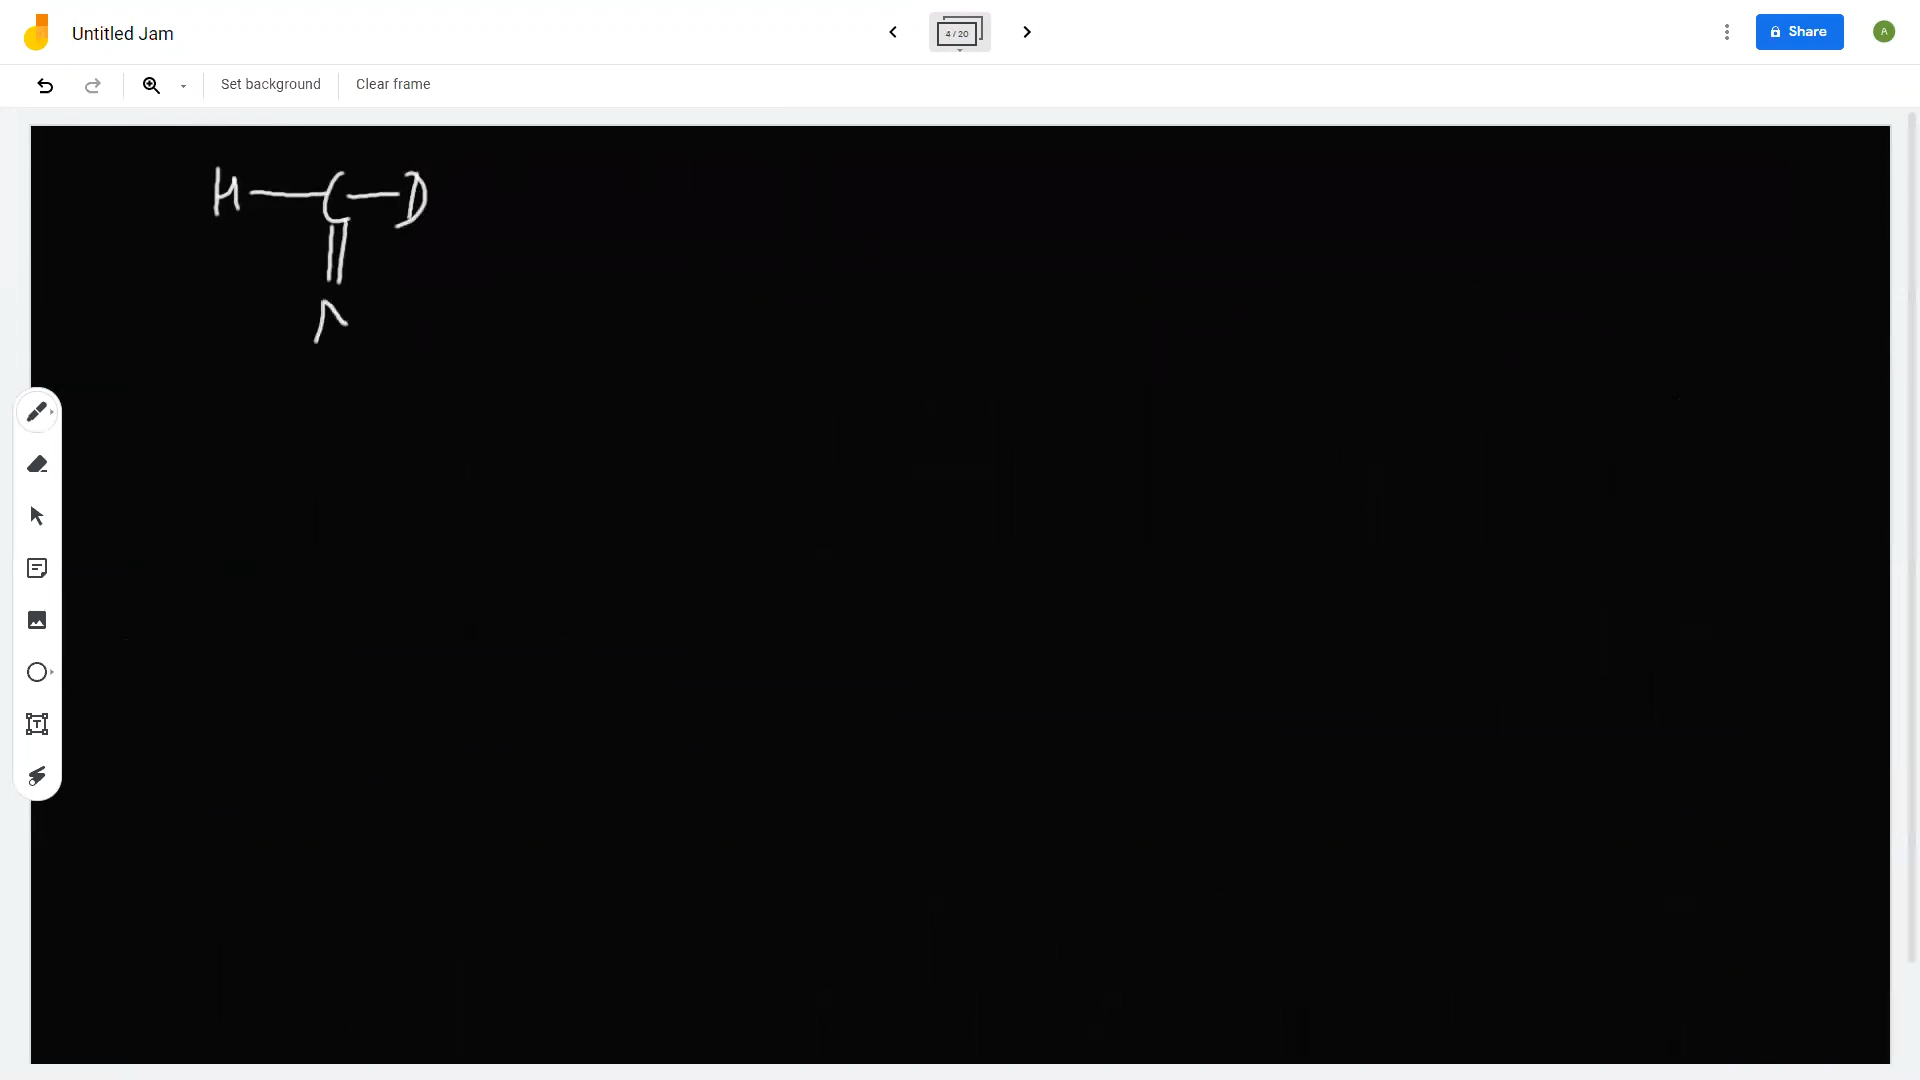 Untitled Jam
4 / 20
Share
A
Set background
Clear frame
H — C — D
T